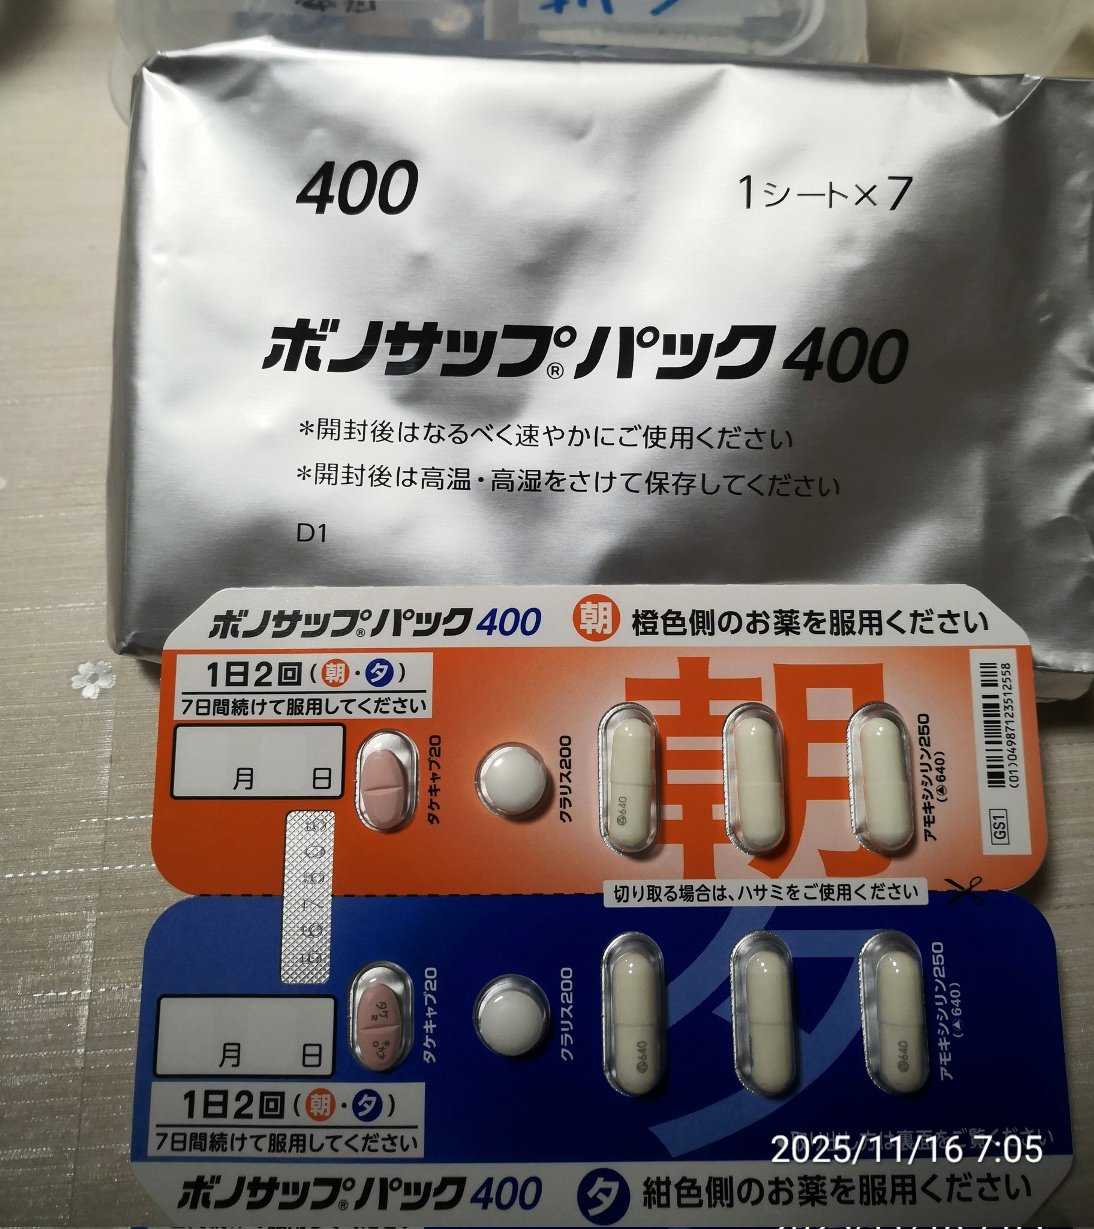 400
1シート×7
ボノサップ®パック400
*開封後はなるべく速やかにご使用ください
*開封後は高温・高湿をさけて保存してください
D1
ボノサップ®パック400 朝 橙色側のお薬を服用ください
1日2回(朝・夕)
7日間続けて服用してください
朝
月 日
タケキャブ20
クラリス200
640
アモキシシリン250
(640)
(01)04987123512558
GS1
切り取る場合は、ハサミをご使用ください
夕
月 日
タケキャブ20
クラリス200
640
640
アモキシシリン250
(640)
1日2回(朝・夕)
7日間続けて服用してください
2025/11/16 7:05
ボノサップ®パック400 夕 紺色側のお薬を服用ください